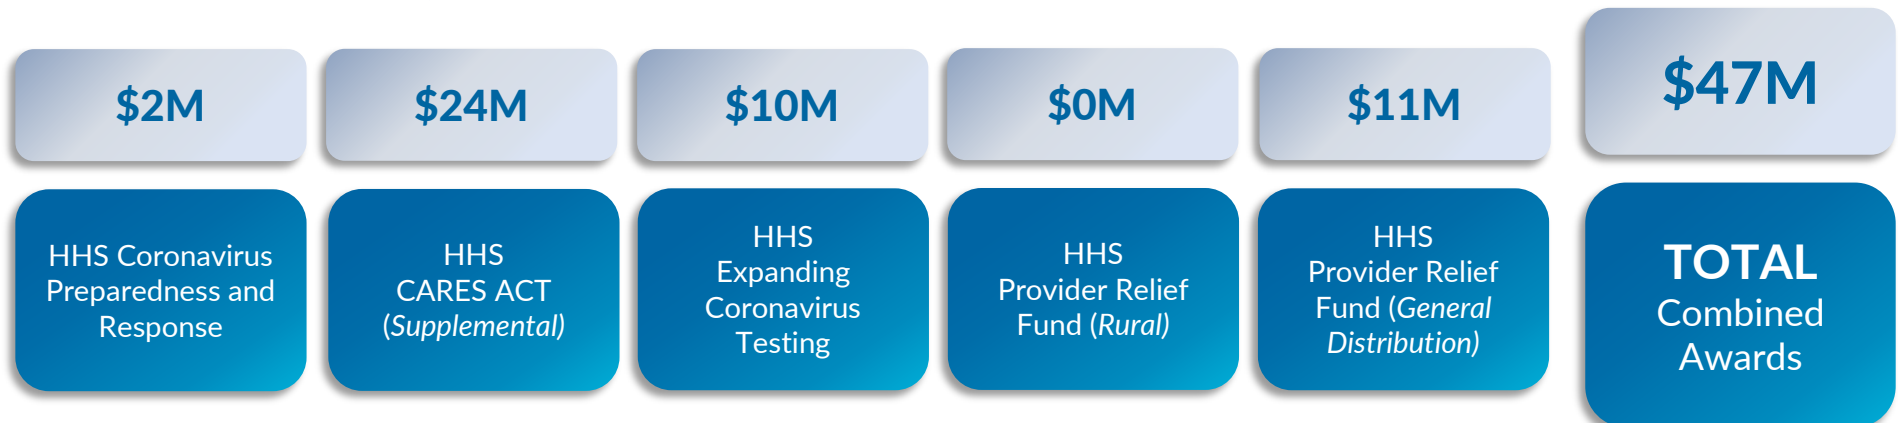 $2M
HHS Coronavirus
Preparedness and
Response
$24M
HHS
CARES ACT
(Supplemental)
$10M
HHS
Expanding
Coronavirus
Testing
$0M
HHS
Provider Relief
Fund (Rural)
$11M
HHS
Provider Relief
Fund (General
Distribution)
$47M
TOTAL
Combined
Awards